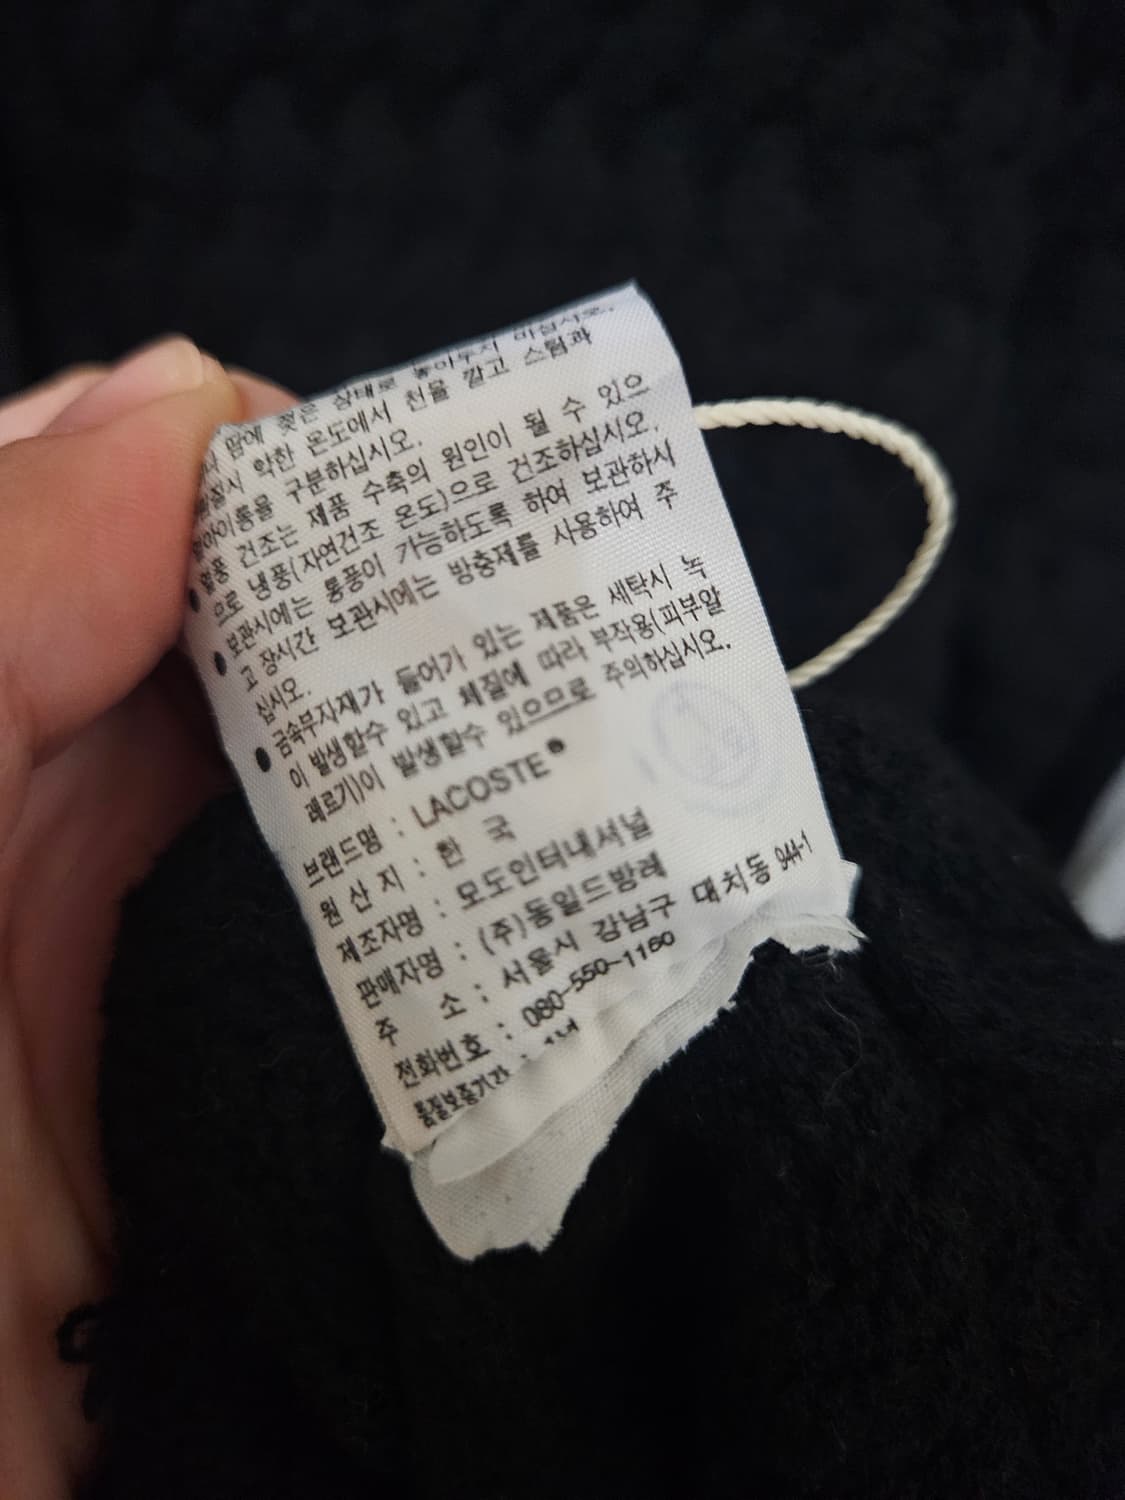 땀에 젖은 상태로 놓아두지 마십시오.
약한 온도에서 천을 깔고 스팀과
구분하십시오.
● 열풍 건조는 제품 수축의 원인이 될 수 있으
으로 냉풍(자연건조 온도)으로 건조하십시오.
● 보관시에는 통풍이 가능하도록 하여 보관하시
고 장시간 보관시에는 방충제를 사용하여 주
십시오.
● 금속부자재가 들어가 있는 제품은 세탁시 녹
이 발생할수 있고 체질에 따라 부작용(피부알
레르기)이 발생할수 있으므로 주의하십시오.
브랜드명 : LACOSTE®
원 산 지 : 한 국
제조자명 : 모도인터내셔널
판매자명 : (주)동일드방레
주 소 : 서울시 강남구 대치동 944-1
전화번호 : 080-550-1160
품질보증기간 : 1년